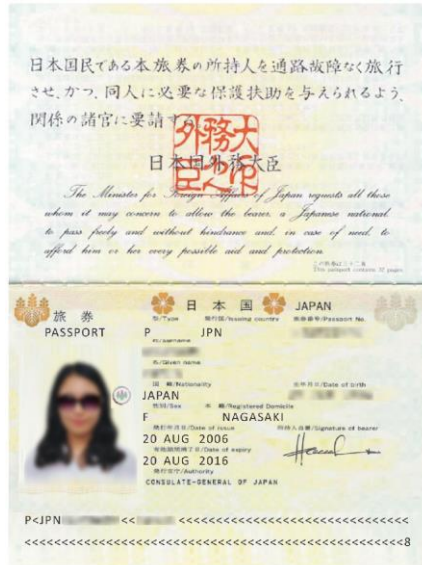 日本国民である本旅券の所持人を通路故障なく旅行
させ、かつ、同人に必要な保護扶助を与えられるよう、
関係の諸官に要請する。
日本国外務大臣
外務大臣之印
The Minister for Foreign Affairs of Japan requests all those
whom it may concern to allow the bearer, a Japanese national,
to pass freely and without hindrance and, in case of need, to
afford him or her every possible aid and protection.
この旅券は三十二頁
This passport contains 32 pages
旅券 日本国 JAPAN
PASSPORT
型/Type 発行国/Issuing country 旅券番号/Passport No.
P JPN
姓/Surname
名/Given name
国籍/Nationality 生年月日/Date of birth
JAPAN
性別/Sex 本籍/Registered Domicile
F NAGASAKI
発行年月日/Date of issue 所持人自署/Signature of bearer
20 AUG 2006
有効期間満了日/Date of expiry
20 AUG 2016
発行官庁/Authority
CONSULATE-GENERAL OF JAPAN
P<JPN <<  <<<<<<<<<<<<<<<<<<<<<<<<<<<<<<<
<<<<<<<<<<<<<<<<<<<<<<<<<<<<<<<<<<<<<<<<<<<<<<<<<<8